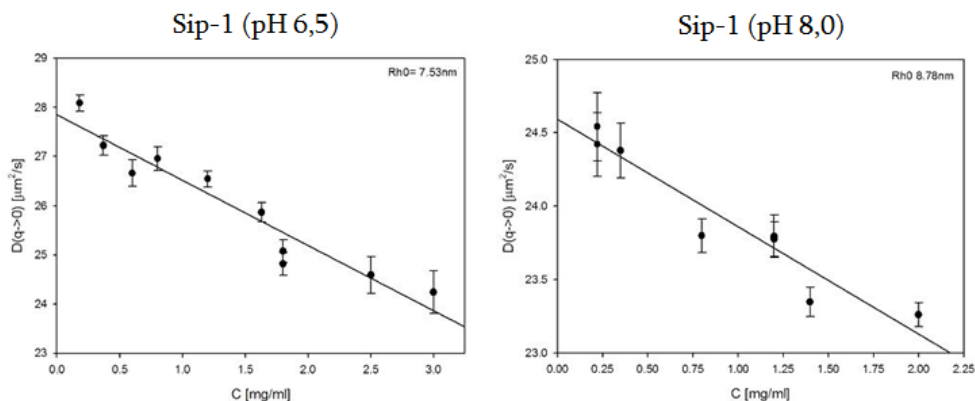 Sip-1 (pH 6,5)
29
28
27
26
25
24
23
D(q->0) [µm²/s]
Rh0= 7.53nm
0.0 0.5 1.0 1.5 2.0 2.5 3.0
C [mg/ml]
Sip-1 (pH 8,0)
25.0
24.5
24.0
23.5
23.0
D(q->0) [µm²/s]
Rh0 8.78nm
0.00 0.25 0.50 0.75 1.00 1.25 1.50 1.75 2.00 2.25
C [mg/ml]